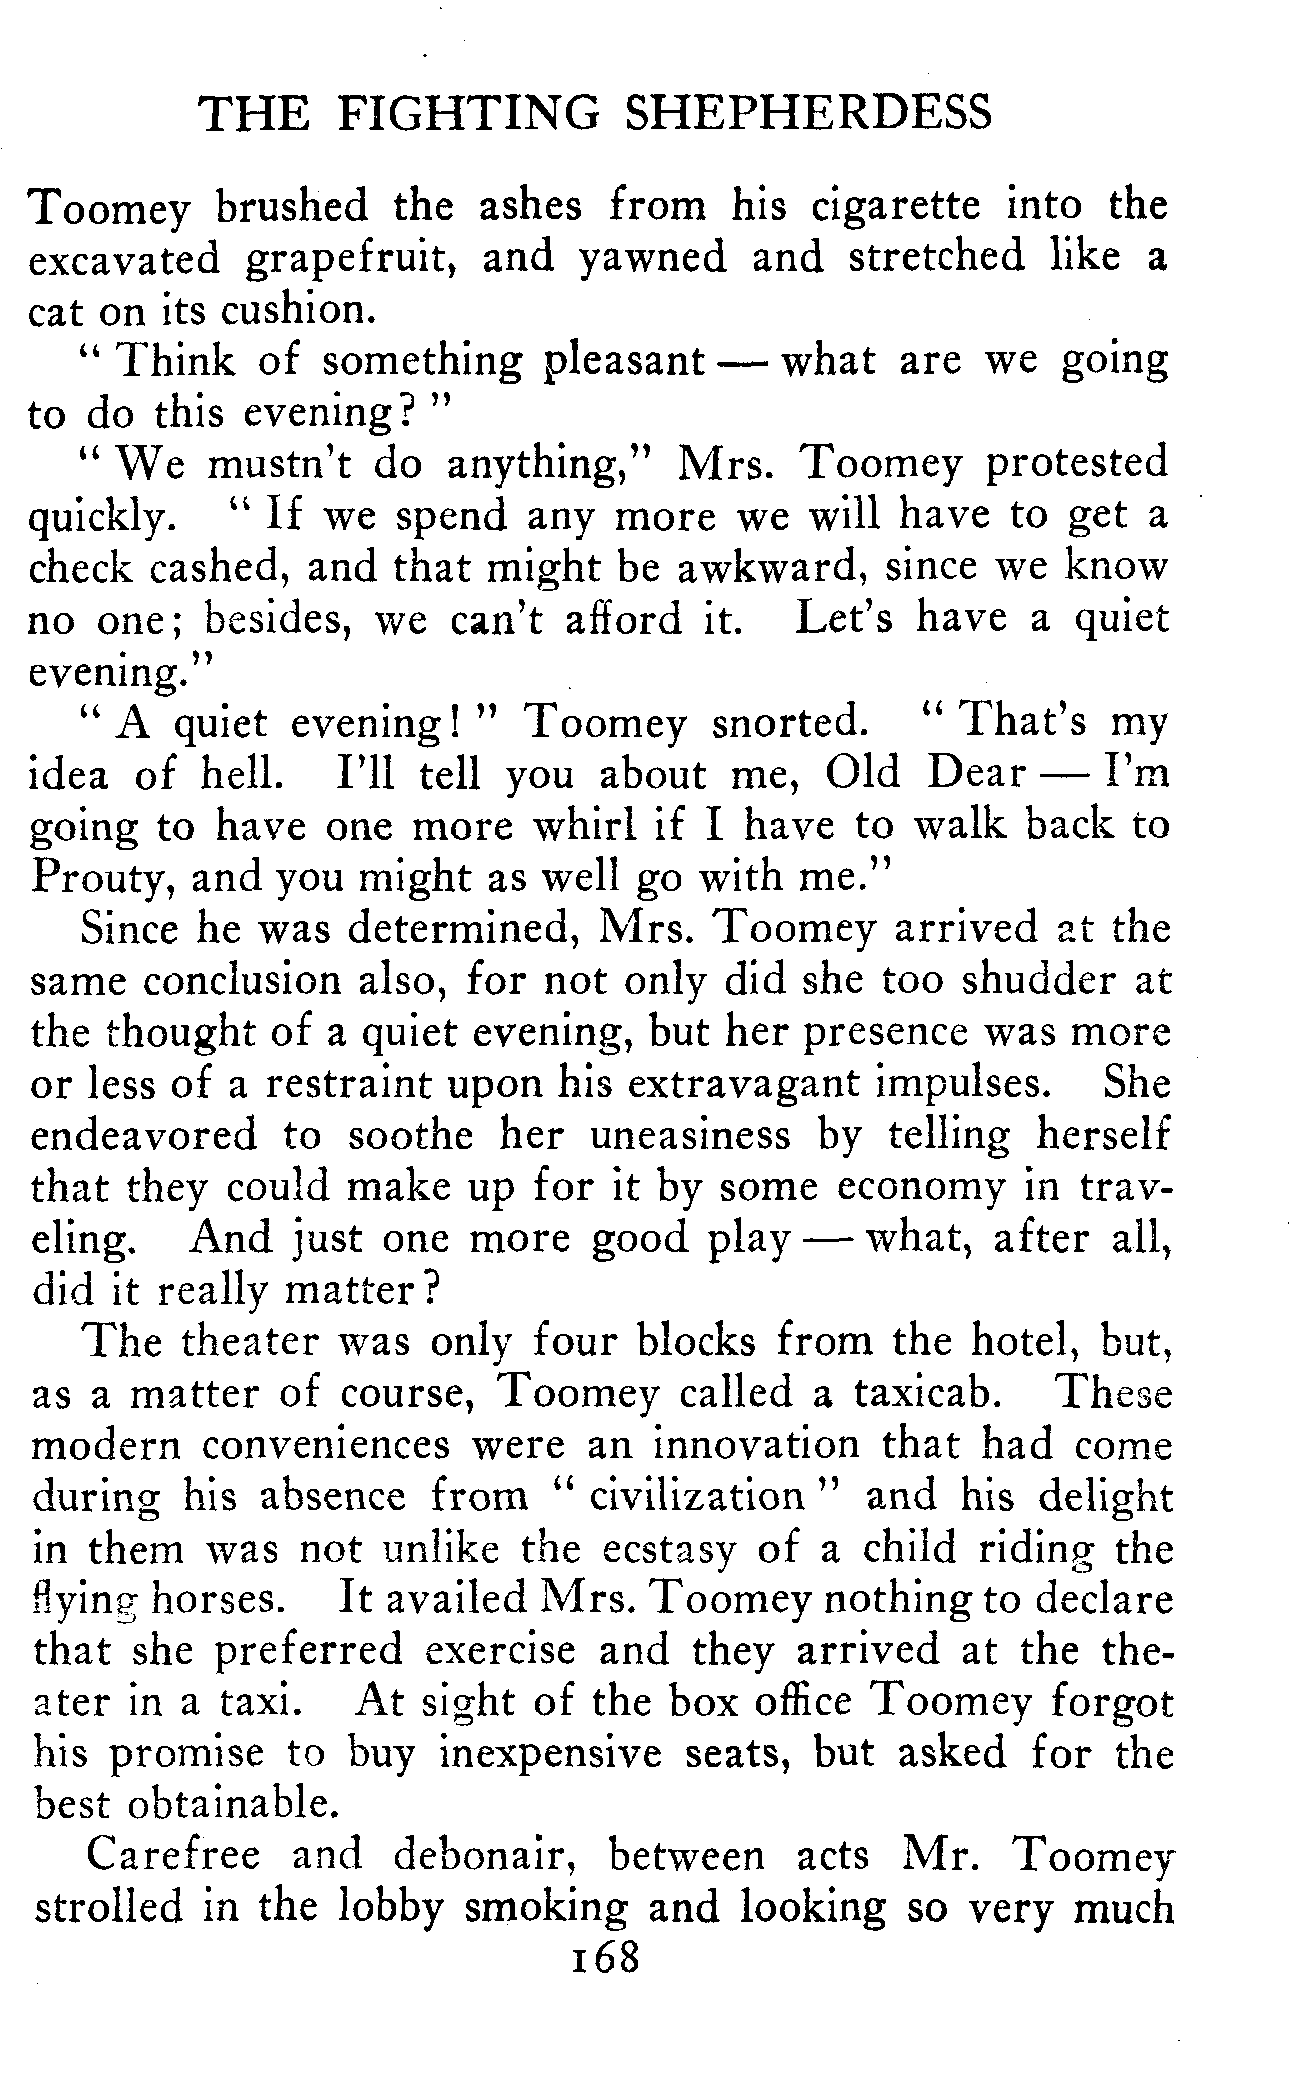 THE FIGHTING SHEPHERDESS
Toomey brushed the ashes from his cigarette into the
excavated grapefruit, and yawned and stretched like a
cat on its cushion.
" Think of something pleasant — what are we going
to do this evening? "
" We mustn't do anything," Mrs. Toomey protested
quickly. " If we spend any more we will have to get a
check cashed, and that might be awkward, since we know
no one; besides, we can't afford it. Let's have a quiet
evening."
" A quiet evening! " Toomey snorted. " That's my
idea of hell. I'll tell you about me, Old Dear — I'm
going to have one more whirl if I have to walk back to
Prouty, and you might as well go with me."
Since he was determined, Mrs. Toomey arrived at the
same conclusion also, for not only did she too shudder at
the thought of a quiet evening, but her presence was more
or less of a restraint upon his extravagant impulses. She
endeavored to soothe her uneasiness by telling herself
that they could make up for it by some economy in trav-
eling. And just one more good play — what, after all,
did it really matter?
The theater was only four blocks from the hotel, but,
as a matter of course, Toomey called a taxicab. These
modern conveniences were an innovation that had come
during his absence from " civilization " and his delight
in them was not unlike the ecstasy of a child riding the
flying horses. It availed Mrs. Toomey nothing to declare
that she preferred exercise and they arrived at the the-
ater in a taxi. At sight of the box office Toomey forgot
his promise to buy inexpensive seats, but asked for the
best obtainable.
Carefree and debonair, between acts Mr. Toomey
strolled in the lobby smoking and looking so very much
168